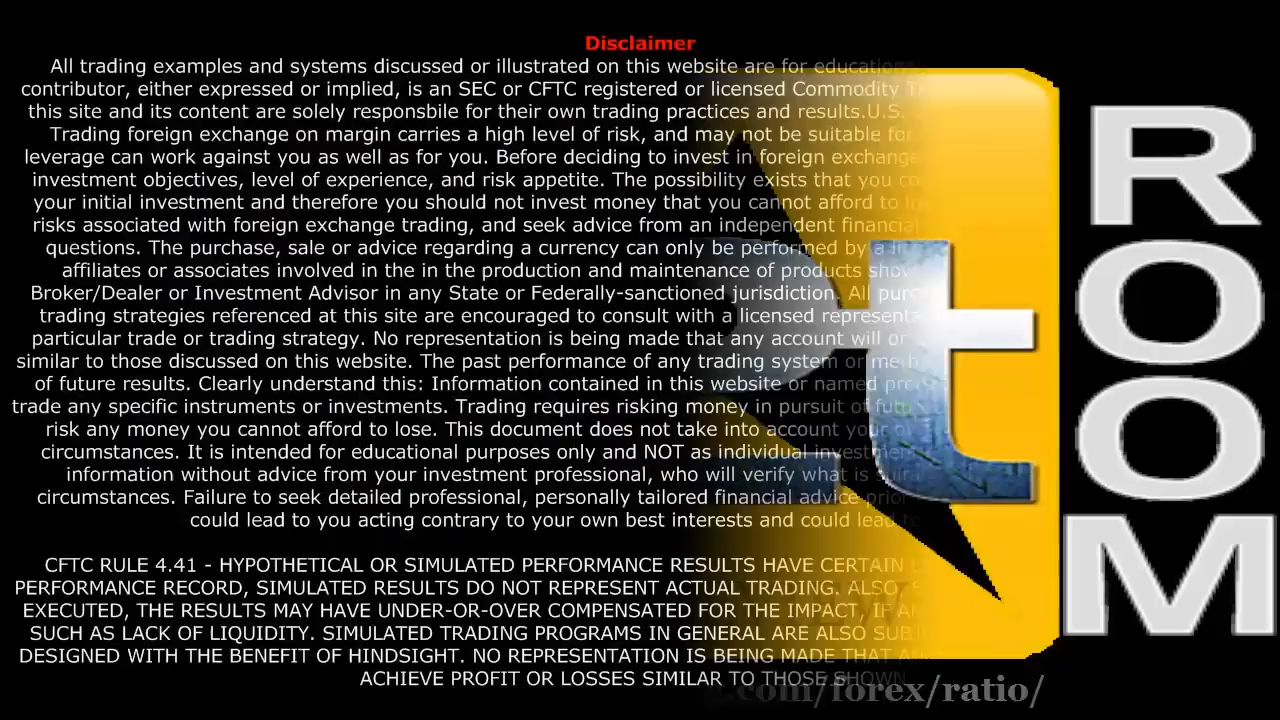 Disclaimer
All trading examples and systems discussed or illustrated on this website are for
contributor, either expressed or implied, is an SEC or CFTC registered or licensed Commodity
this site and its content are solely responsbile for their own trading practices and results.U.S.
Trading foreign exchange on margin carries a high level of risk, and may not be suitable for
leverage can work against you as well as for you. Before deciding to invest in foreign exchange
investment objectives, level of experience, and risk appetite. The possibility exists that you
your initial investment and therefore you should not invest money that you cannot afford to
risks associated with foreign exchange trading, and seek advice from an independent financial
questions. The purchase, sale or advice regarding a currency can only be performed by a
affiliates or associates involved in the in the production and maintenance of products
Broker/Dealer or Investment Advisor in any State or Federally-sanctioned jurisdiction. All
trading strategies referenced at this site are encouraged to consult with a licensed
particular trade or trading strategy. No representation is being made that any account will or
similar to those discussed on this website. The past performance of any trading system or
of future results. Clearly understand this: Information contained in this website or named
trade any specific instruments or investments. Trading requires risking money in pursuit of
risk any money you cannot afford to lose. This document does not take into account your
circumstances. It is intended for educational purposes only and NOT as individual
information without advice from your investment professional, who will verify what is
circumstances. Failure to seek detailed professional, personally tailored financial advice prior
could lead to you acting contrary to your own best interests and could lead
CFTC RULE 4.41 - HYPOTHETICAL OR SIMULATED PERFORMANCE RESULTS HAVE CERTAIN
PERFORMANCE RECORD, SIMULATED RESULTS DO NOT REPRESENT ACTUAL TRADING. ALSO,
EXECUTED, THE RESULTS MAY HAVE UNDER-OR-OVER COMPENSATED FOR THE IMPACT, IF
SUCH AS LACK OF LIQUIDITY. SIMULATED TRADING PROGRAMS IN GENERAL ARE ALSO
DESIGNED WITH THE BENEFIT OF HINDSIGHT. NO REPRESENTATION IS BEING MADE THAT
ACHIEVE PROFIT OR LOSSES SIMILAR TO THOSE SHOWN
.com/forex/ratio/
t
ROOM